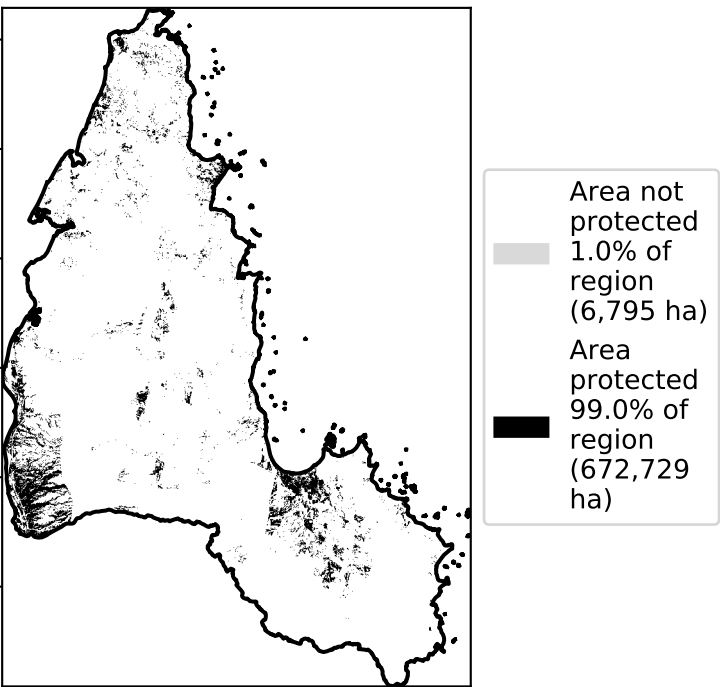 Area not
protected
1.0% of
region
(6,795 ha)
Area
protected
99.0% of
region
(672,729
ha)